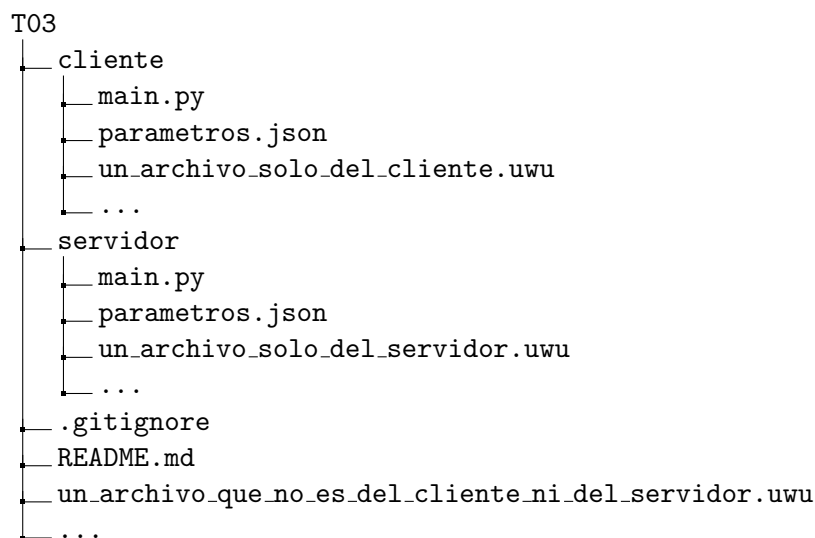 T03
cliente
main.py
parametros.json
un_archivo_solo_del_cliente.uwu
...
servidor
main.py
parametros.json
un_archivo_solo_del_servidor.uwu
...
.gitignore
README.md
un_archivo_que_no_es_del_cliente_ni_del_servidor.uwu
...